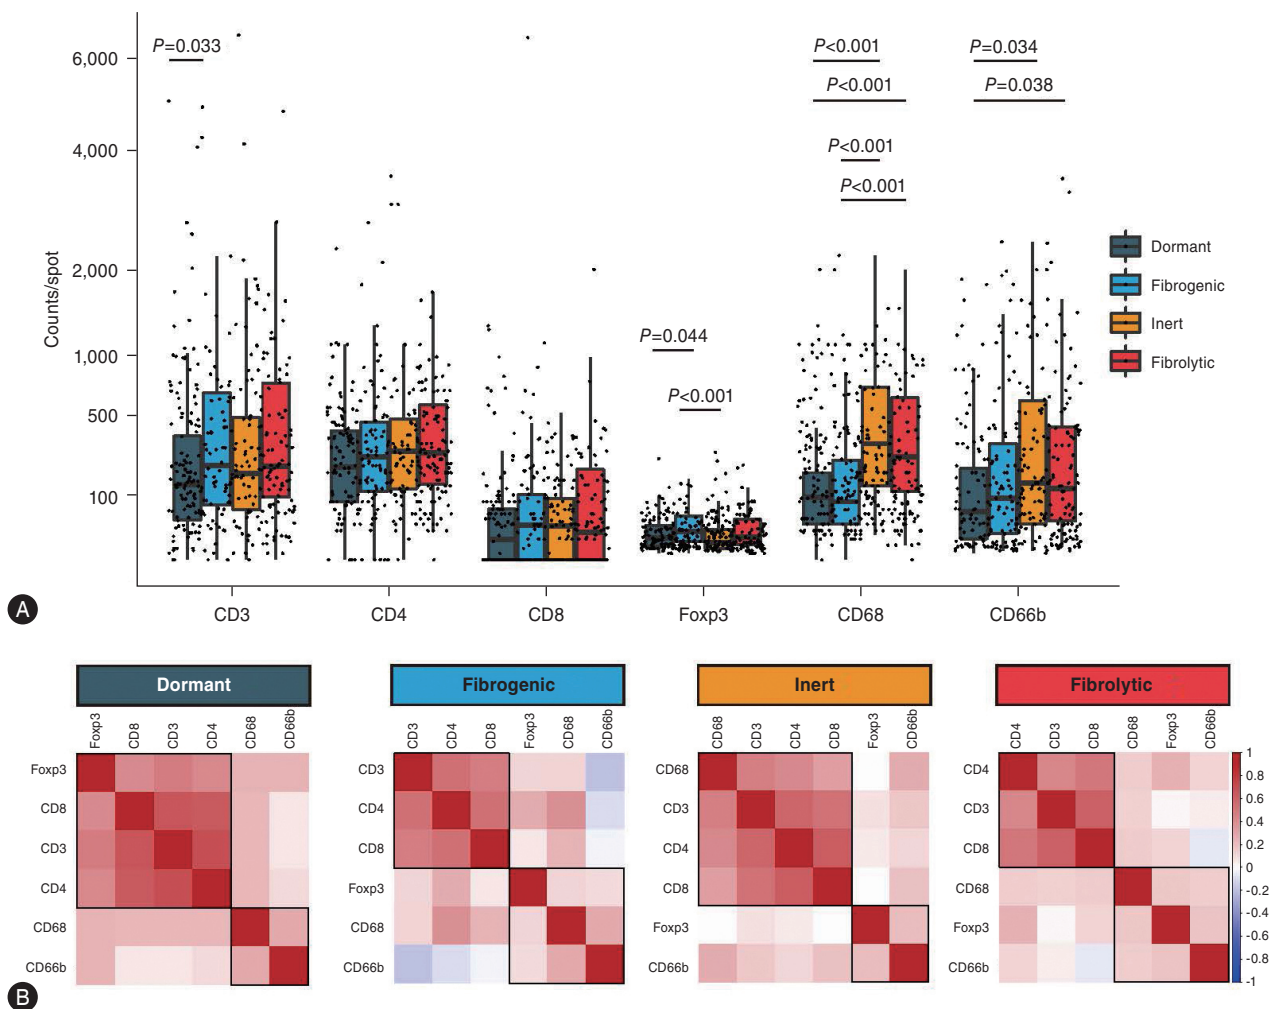 P=0.033
P<0.001
P=0.034
P<0.001
P=0.038
P<0.001
P<0.001
P=0.044
P<0.001
Counts/spot
6,000
4,000
2,000
1,000
500
100
Dormant
Fibrogenic
Inert
Fibrolytic
CD3 CD4 CD8 Foxp3 CD68 CD66b
A
Dormant
Foxp3 CD8 CD3 CD4 CD68 CD66b
Foxp3
CD8
CD3
CD4
CD68
CD66b
Fibrogenic
CD3 CD4 CD8 Foxp3 CD68 CD66b
CD3
CD4
CD8
Foxp3
CD68
CD66b
Inert
CD68 CD3 CD4 CD8 Foxp3 CD66b
CD68
CD3
CD4
CD8
Foxp3
CD66b
Fibrolytic
CD4 CD3 CD8 CD68 Foxp3 CD66b
CD4
CD3
CD8
CD68
Foxp3
CD66b
1
0.8
0.6
0.4
0.2
0
-0.2
-0.4
-0.6
-0.8
-1
B